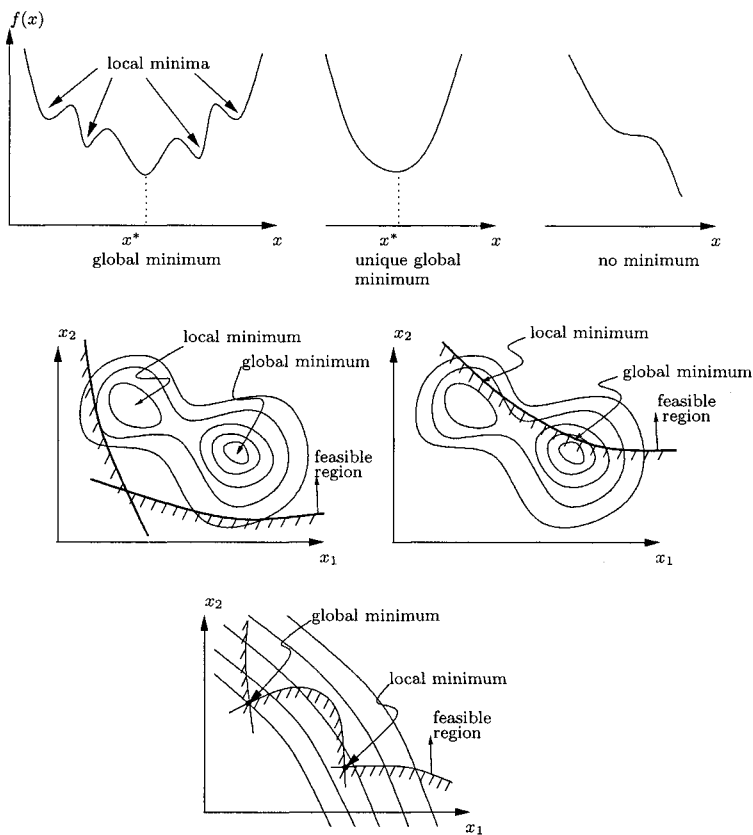 f(x)
local minima
x*
x
global minimum
x*
x
unique global
minimum
x
no minimum
x₂
local minimum
global minimum
feasible
region
x₁
x₂
local minimum
global minimum
feasible
region
x₁
x₂
global minimum
local minimum
feasible
region
x₁